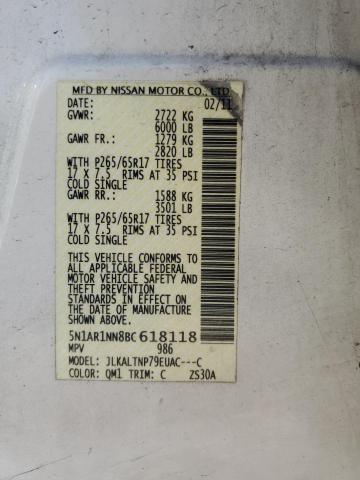 MFD BY NISSAN MOTOR CO., LTD
DATE: 02/11
GVWR: 2722 KG
6000 LB
GAWR FR.: 1279 KG
2820 LB
WITH P265/65R17 TIRES
17 X 7.5 RIMS AT 35 PSI
COLD SINGLE
GAWR RR.: 1588 KG
3501 LB
WITH P265/65R17 TIRES
17 X 7.5 RIMS AT 35 PSI
COLD SINGLE
THIS VEHICLE CONFORMS TO
ALL APPLICABLE FEDERAL
MOTOR VEHICLE SAFETY
AND THEFT PREVENTION
STANDARDS IN EFFECT ON
THE DATE OF MANUFACTURE
SHOWN ABOVE.
5N1AR1NN8BC618118
MPV 986
MODEL: JLKALTNP79EUAC---C
COLOR: QM1 TRIM: C ZS30A